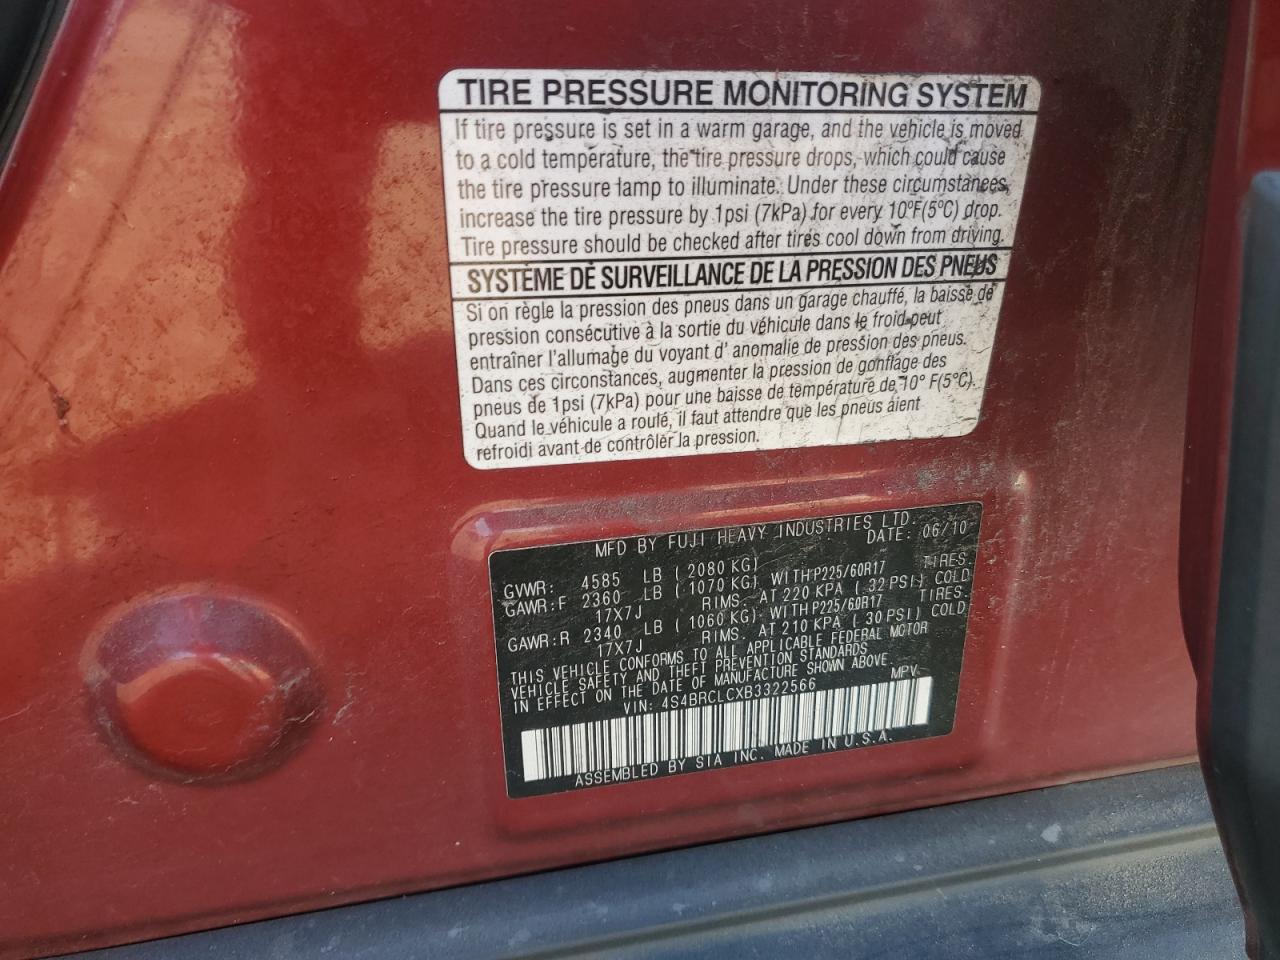 TIRE PRESSURE MONITORING SYSTEM
If tire pressure is set in a warm garage, and the vehicle is moved
to a cold temperature, the tire pressure drops, which could cause
the tire pressure lamp to illuminate. Under these circumstances,
increase the tire pressure by 1psi (7kPa) for every 10°F(5°C) drop.
Tire pressure should be checked after tires cool down from driving.
SYSTÈME DE SURVEILLANCE DE LA PRESSION DES PNEUS
Si on règle la pression des pneus dans un garage chauffé, la baisse de
pression consécutive à la sortie du véhicule dans le froid peut
entraîner l'allumage du voyant d' anomalie de pression des pneus.
Dans ces circonstances, augmenter la pression de gonflage des
pneus de 1psi (7kPa) pour une baisse de température de 10° F(5°C).
Quand le véhicule a roulé, il faut attendre que les pneus aient
refroidi avant de contrôler la pression.
MFD BY FUJI HEAVY INDUSTRIES LTD.
DATE: 06/10
GVWR: 4585 LB ( 2080 KG)
GAWR:F 2360 LB ( 1070 KG) WITH P225/60R17 TIRES.
17X7J RIMS. AT 220 KPA ( 32 PSI) COLD
GAWR:R 2340 LB ( 1060 KG) WITH P225/60R17 TIRES.
17X7J RIMS. AT 210 KPA ( 30 PSI) COLD
THIS VEHICLE CONFORMS TO ALL APPLICABLE FEDERAL MOTOR
VEHICLE SAFETY AND THEFT PREVENTION STANDARDS
IN EFFECT ON THE DATE OF MANUFACTURE SHOWN ABOVE.
VIN: 4S4BRCLCXB3322566 MPV
ASSEMBLED BY SIA INC. MADE IN U.S.A.